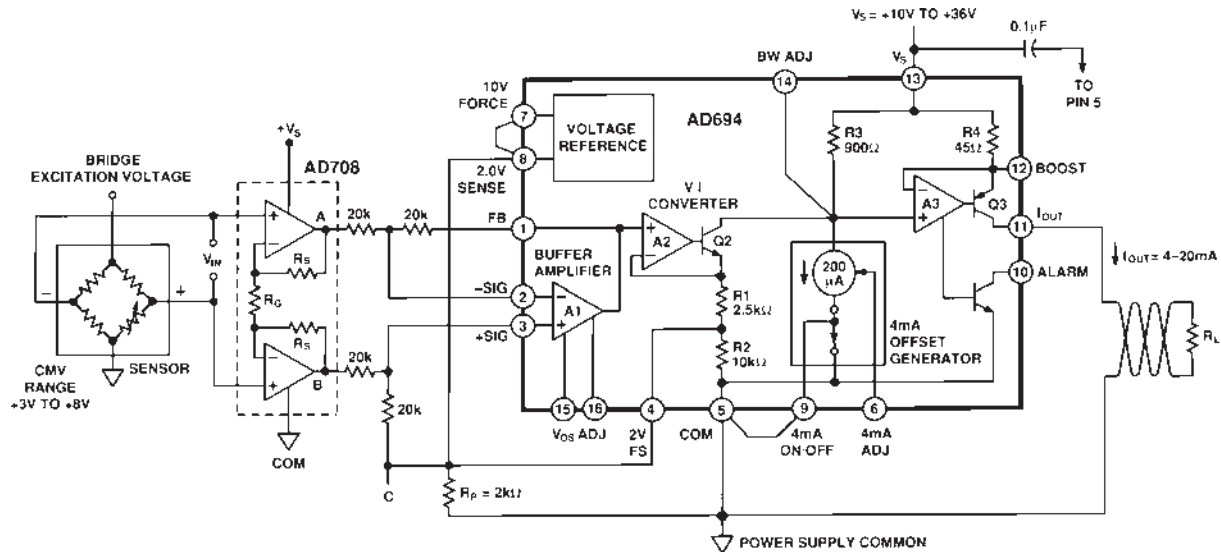 VS = +10V TO +36V
0.1µF
TO
PIN 5
BW ADJ
14
VS
13
10V
FORCE
7
VOLTAGE
REFERENCE
AD694
8
2.0V
SENSE
R3
900Ω
R4
45Ω
12
BOOST
+VS
AD708
BRIDGE
EXCITATION VOLTAGE
A
20k
20k
FB
1
V/I
CONVERTER
A2
Q2
A3
Q3
IOUT
11
IOUT = 4–20mA
VIN
RS
RG
RS
BUFFER
AMPLIFIER
–SIG
2
A1
3
+SIG
R1
2.5kΩ
R2
10kΩ
200
µA
4mA
OFFSET
GENERATOR
10
ALARM
RL
SENSOR
CMV
RANGE
+3V TO +8V
B
20k
20k
COM
C
RP = 2kΩ
15
16
VOS ADJ
4
2V
FS
5
COM
9
4mA
ON-OFF
6
4mA
ADJ
POWER SUPPLY COMMON